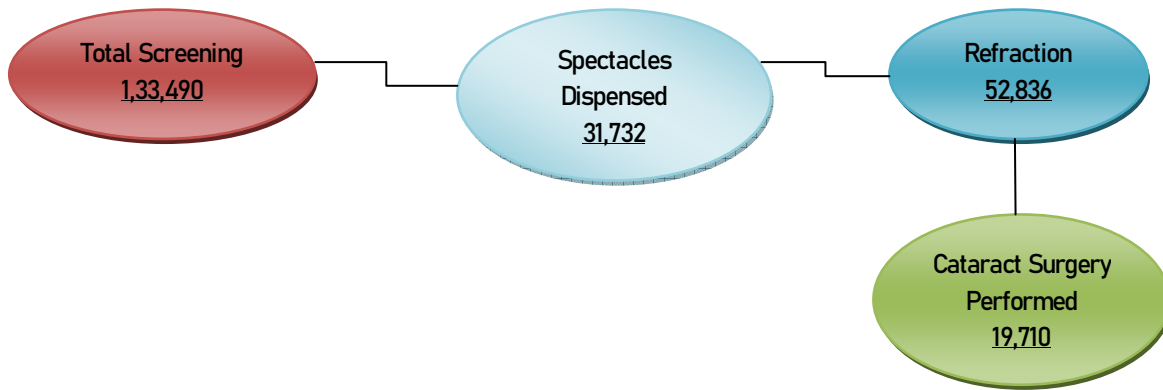 Total Screening
1,33,490
Spectacles
Dispensed
31,732
Refraction
52,836
Cataract Surgery
Performed
19,710